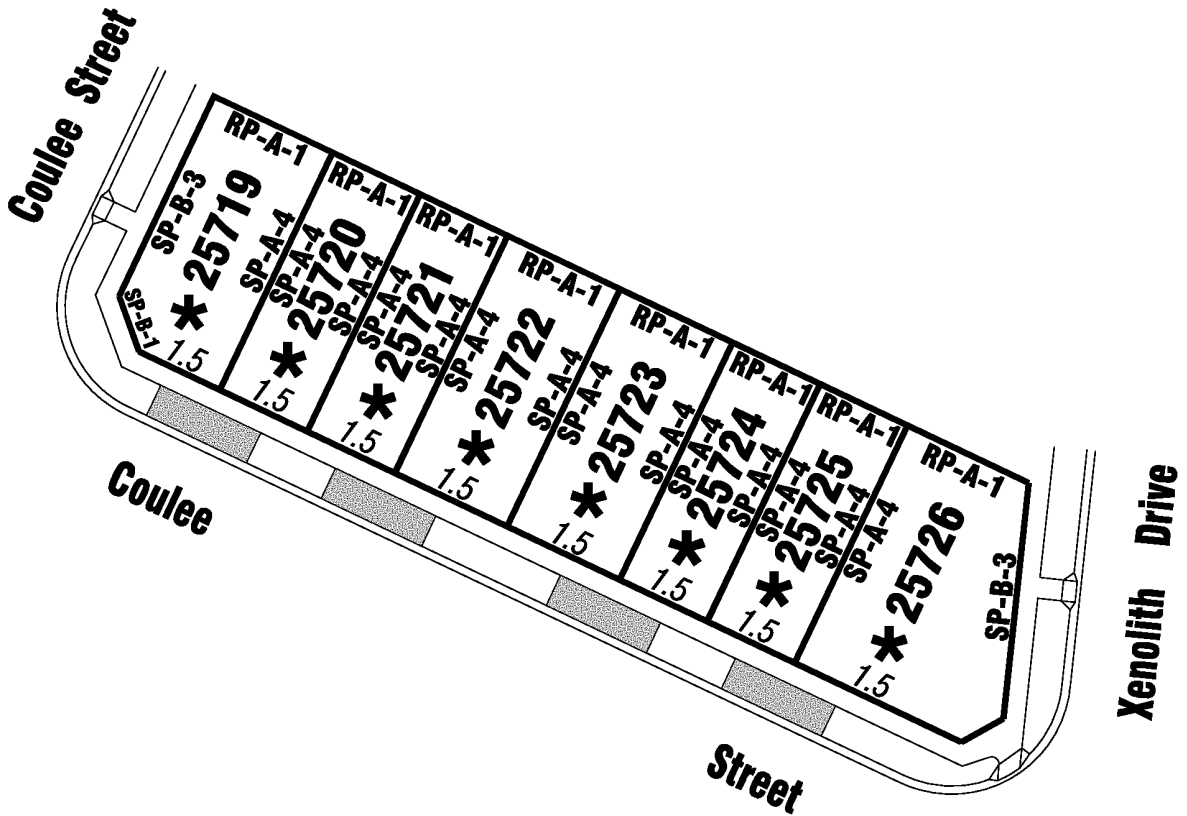 Coulee Street
RP-A-1
SP-B-3
*25719
SP-A-4
SP-B-1
1.5
RP-A-1
SP-A-4
*25720
SP-A-4
1.5
RP-A-1
SP-A-4
*25721
SP-A-4
1.5
RP-A-1
SP-A-4
*25722
SP-A-4
1.5
RP-A-1
SP-A-4
*25723
SP-A-4
1.5
RP-A-1
SP-A-4
*25724
SP-A-4
1.5
RP-A-1
SP-A-4
*25725
SP-A-4
1.5
RP-A-1
SP-A-4
*25726
SP-B-3
1.5
Coulee Street
Xenolith Drive